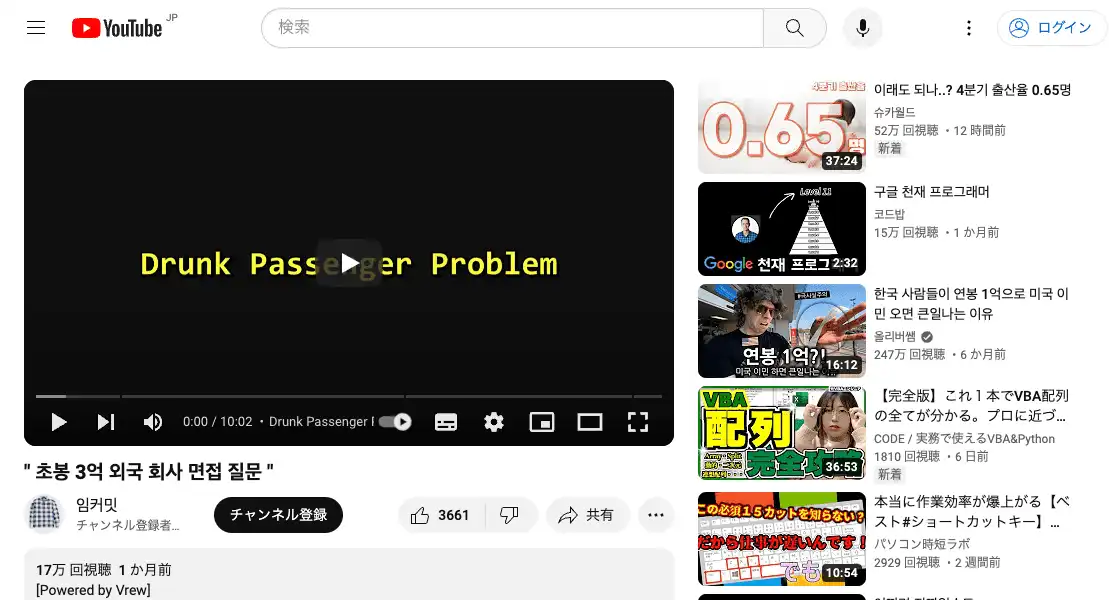 YouTube JP
検索
ログイン
Drunk Passenger Problem
0:00 / 10:02 • Drunk Passenger
" 초봉 3억 외국 회사 면접 질문 "
임커밋
チャンネル登録者...
チャンネル登録
3661
共有
17万 回視聴 1 か月前
[Powered by Vrew]
4분기 출산율
0.65명
37:24
이래도 되나..? 4분기 출산율 0.65명
슈카월드
52万 回視聴 ・12 時間前
新着
Level 11
Google 천재 프로그
2:32
구글 천재 프로그래머
코드밥
15万 回視聴 ・1 か月前
연봉 1억?!
미국 이민 하면 큰일나는
16:12
한국 사람들이 연봉 1억으로 미국 이
민 오면 큰일나는 이유
올리버쌤
247万 回視聴 ・6 か月前
VBA
配列
完全攻略
36:53
【完全版】これ 1 本でVBA配列
の全てが分かる。プロに近づ...
CODE / 実務で使えるVBA&Python
1810 回視聴 ・6 日前
新着
この必須15カットを知らない?
だから仕事が遅いんです!
でも
10:54
本当に作業効率が爆上がる【ベ
スト#ショートカットキー】...
パソコン時短ラボ
2929 回視聴 ・2 週間前